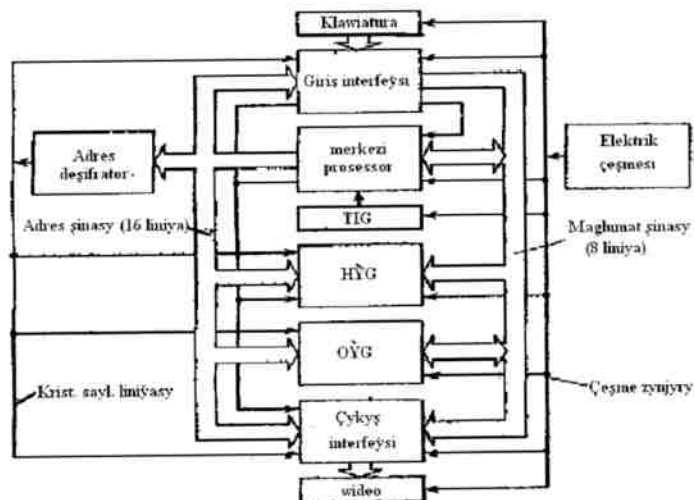 Klawiatura
Giriş interfeýsi
Adres
deşifrator-
merkezi
prosessor
Elektrik
çeşmesi
TIG
Adres şinasy (16 liniýa)
Maglumat şinasy
(8 liniýa)
HÝG
OÝG
Krist. saýl. liniýasy
Çeşme zynjyry
Çykyş
interfeýsi
wideo